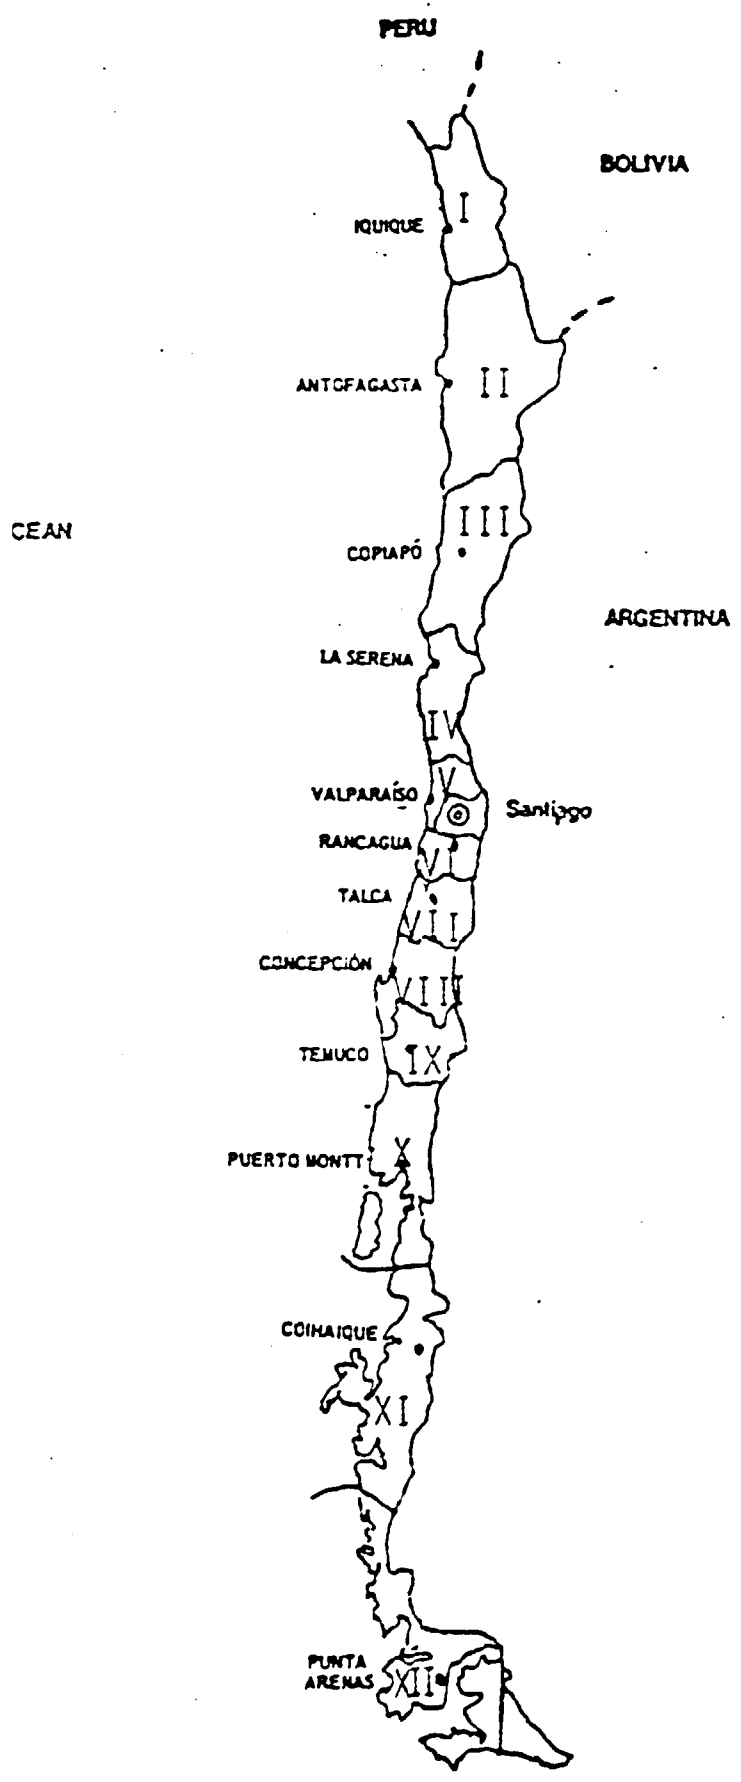 PERU
BOLIVIA
I
IQUIQUE
ANTOFAGASTA
II
III
CEAN
COPIAPÓ
ARGENTINA
LA SERENA
IV
V
VALPARAÍSO
Santiago
RANCAGUA
VI
TALCA
VII
CONCEPCIÓN
VIII
TEMUCO
IX
X
PUERTO MONTT
COIHAIQUE
XI
PUNTA
ARENAS
XII